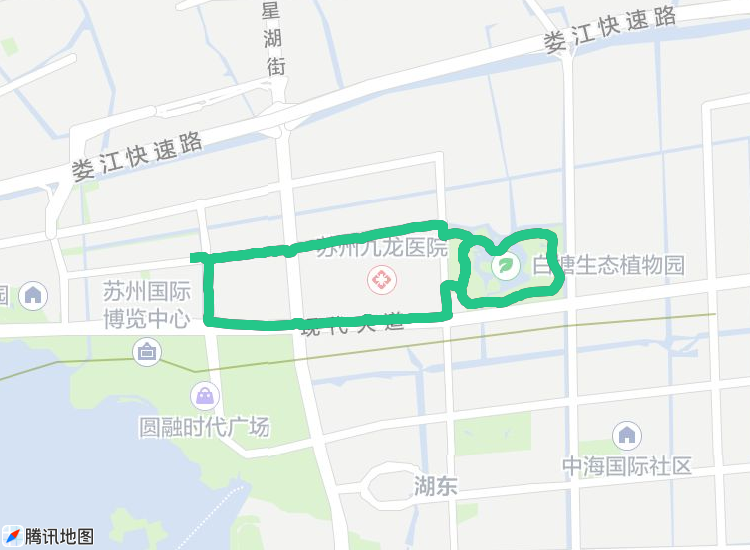 星湖街
娄江快速路
娄江快速路
苏州九龙医院
白塘生态植物园
园
苏州国际
博览中心
现代大道
圆融时代广场
中海国际社区
湖东
腾讯地图